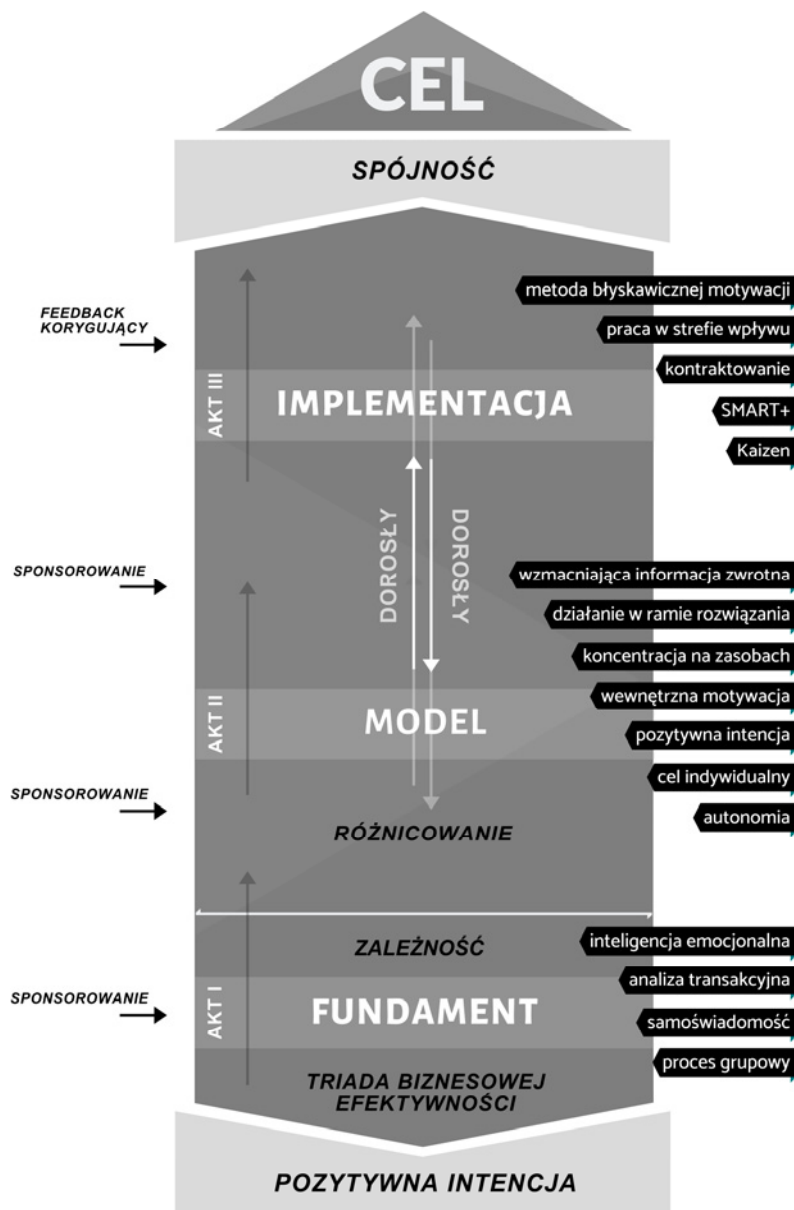 CEL
SPÓJNOŚĆ
FEEDBACK
KORYGUJĄCY
AKT III
IMPLEMENTACJA
metoda błyskawicznej motywacji
praca w strefie wpływu
kontraktowanie
SMART+
Kaizen
DOROSŁY
DOROSŁY
SPONSOROWANIE
AKT II
MODEL
wzmacniająca informacja zwrotna
działanie w ramie rozwiązania
koncentracja na zasobach
wewnętrzna motywacja
pozytywna intencja
cel indywidualny
autonomia
SPONSOROWANIE
RÓŻNICOWANIE
ZALEŻNOŚĆ
SPONSOROWANIE
AKT I
FUNDAMENT
inteligencja emocjonalna
analiza transakcyjna
samoświadomość
proces grupowy
TRIADA BIZNESOWEJ
EFEKTYWNOŚCI
POZYTYWNA INTENCJA